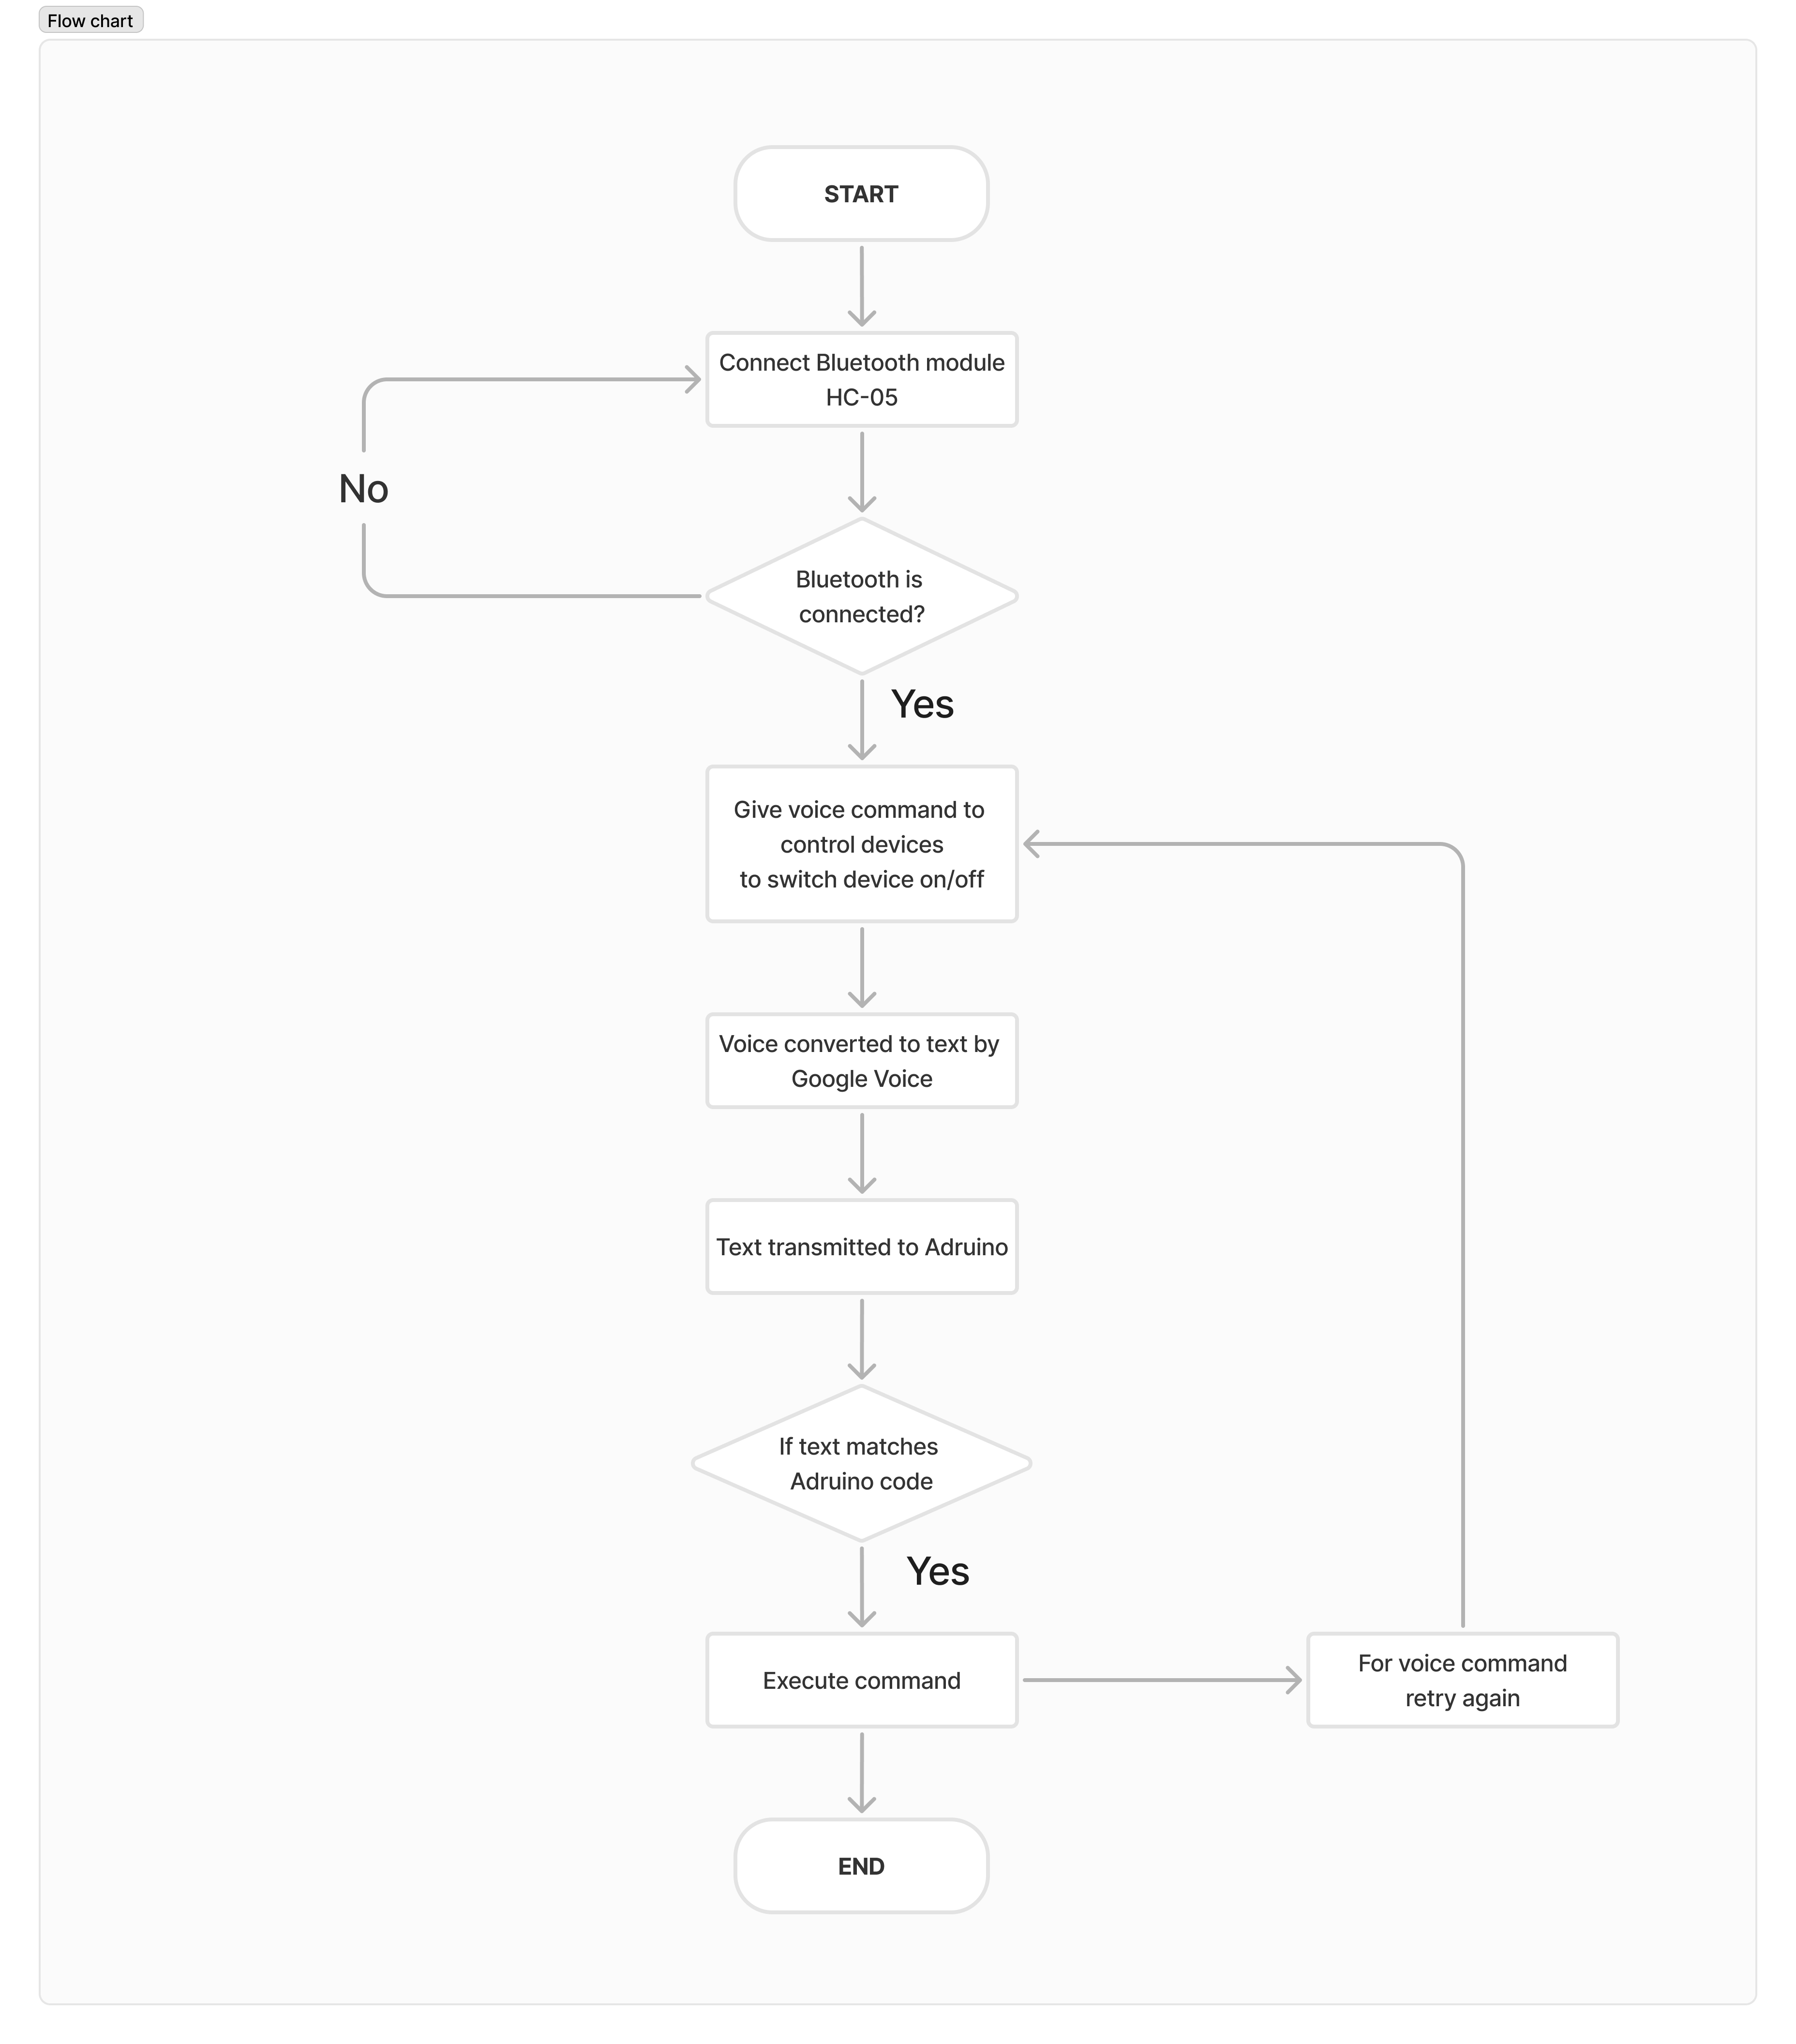 Flow chart
START
Connect Bluetooth module
HC-05
No
Bluetooth is
connected?
Yes
Give voice command to
control devices
to switch device on/off
Voice converted to text by
Google Voice
Text transmitted to Adruino
If text matches
Adruino code
Yes
Execute command
For voice command
retry again
END